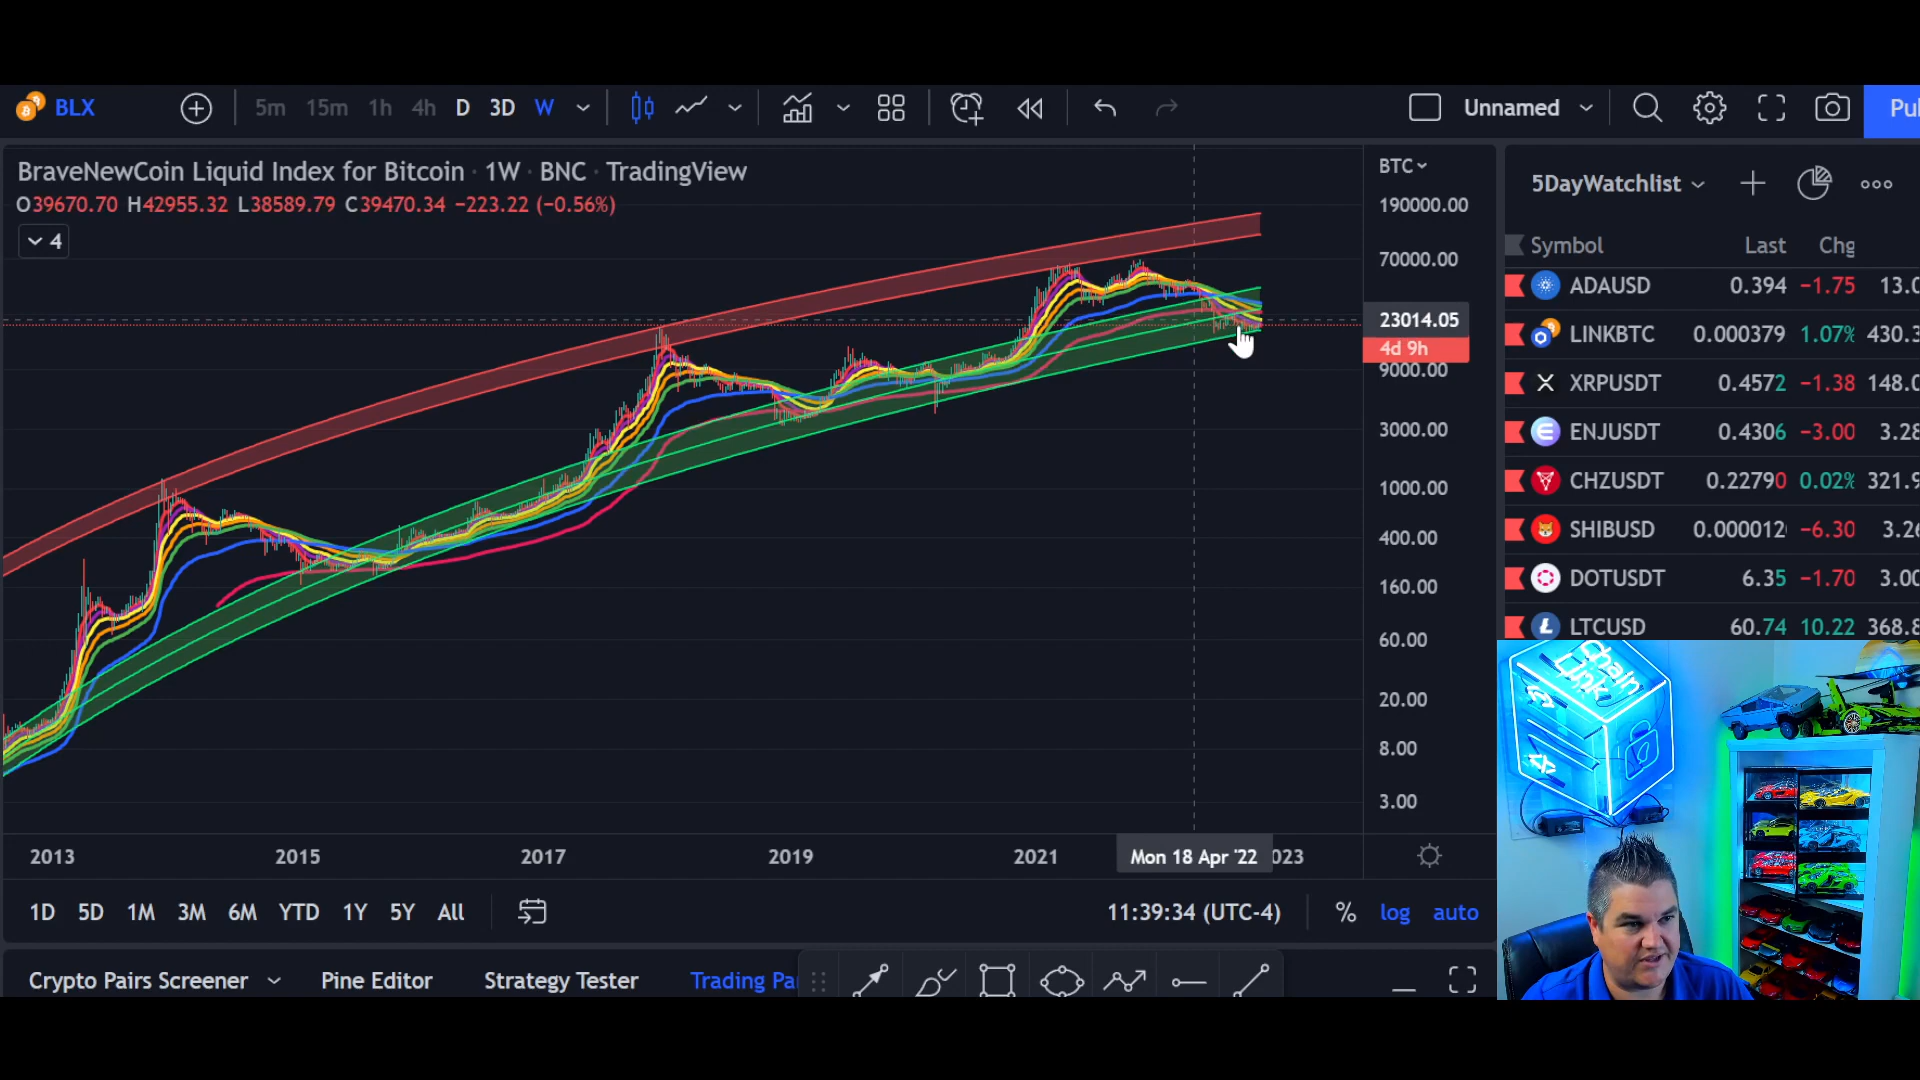 BLX 5m 15m 1h 4h D 3D W Unnamed Pu
BraveNewCoin Liquid Index for Bitcoin · 1W · BNC · TradingView
O39670.70 H42955.32 L38589.79 C39470.34 −223.22 (−0.56%)
4
BTC
190000.00
70000.00
23014.05
4d 9h
9000.00
3000.00
1000.00
400.00
160.00
60.00
20.00
8.00
3.00
2013 2015 2017 2019 2021 Mon 18 Apr '22 023
1D 5D 1M 3M 6M YTD 1Y 5Y All 11:39:34 (UTC-4) % log auto
Crypto Pairs Screener Pine Editor Strategy Tester Trading Pa
5DayWatchlist
Symbol Last Chg
ADAUSD 0.394 −1.75 13.0
LINKBTC 0.000379 1.07% 430.3
XRPUSDT 0.4572 −1.38 148.0
ENJUSDT 0.4306 −3.00 3.28
CHZUSDT 0.22790 0.02% 321.9
SHIBUSD 0.000012 −6.30 3.26
DOTUSDT 6.35 −1.70 3.00
LTCUSD 60.74 10.22 368.8
Chain
Link